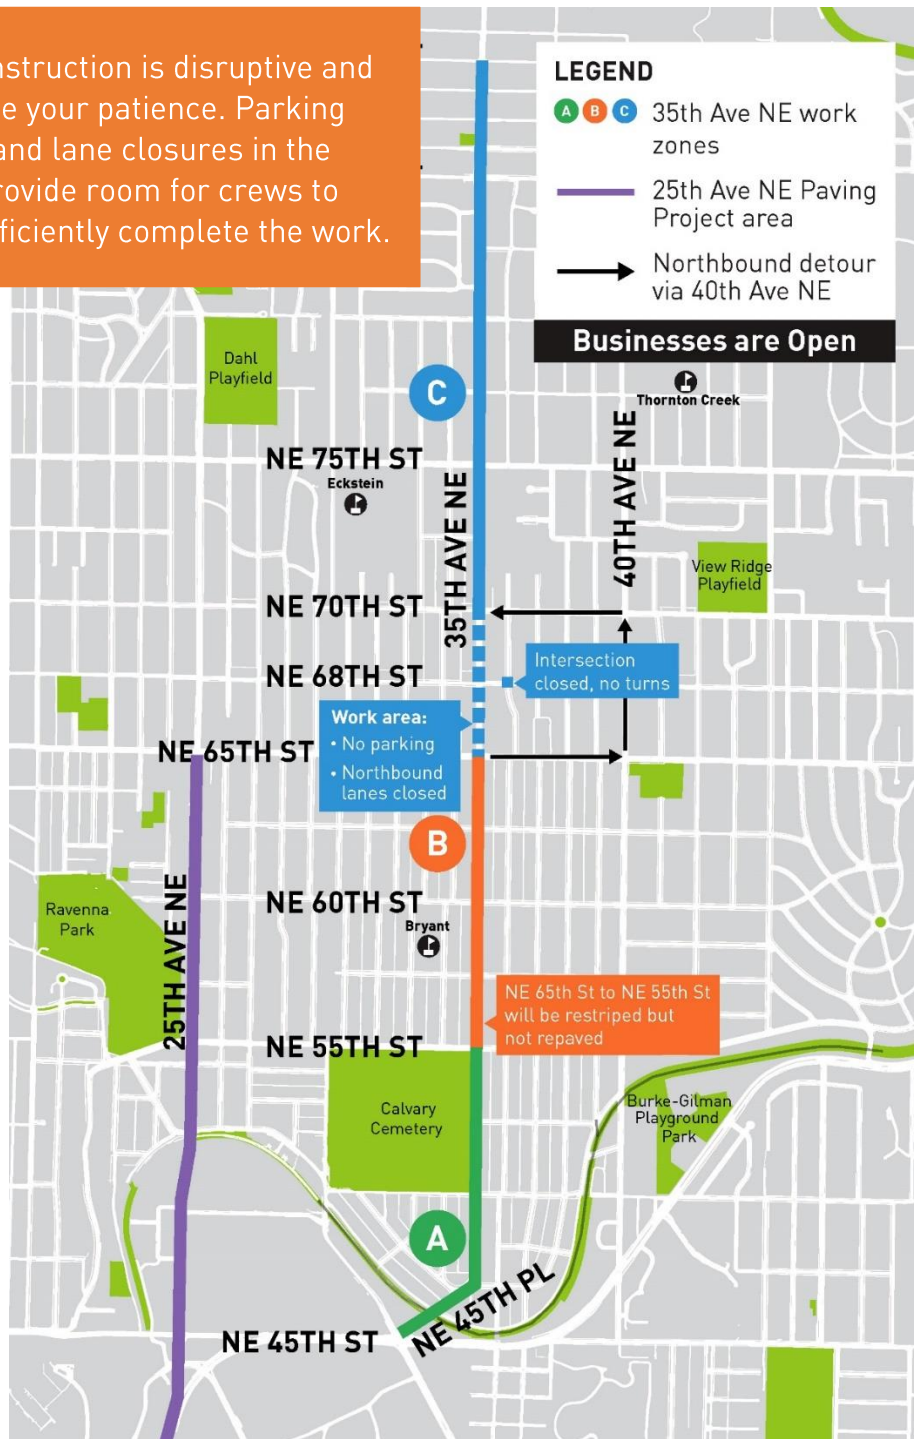 nstruction is disruptive and
e your patience. Parking
and lane closures in the
rovide room for crews to
fficiently complete the work.
LEGEND
A B C 35th Ave NE work
zones
25th Ave NE Paving
Project area
Northbound detour
via 40th Ave NE
Businesses are Open
Dahl
Playfield
C
Thornton Creek
NE 75TH ST
Eckstein
35TH AVE NE
40TH AVE NE
View Ridge
Playfield
NE 70TH ST
NE 68TH ST
Intersection
closed, no turns
Work area:
• No parking
• Northbound
lanes closed
NE 65TH ST
B
NE 60TH ST
Ravenna
Park
Bryant
25TH AVE NE
NE 65th St to NE 55th St
will be restriped but
not repaved
NE 55TH ST
Calvary
Cemetery
Burke-Gilman
Playground
Park
A
NE 45TH PL
NE 45TH ST